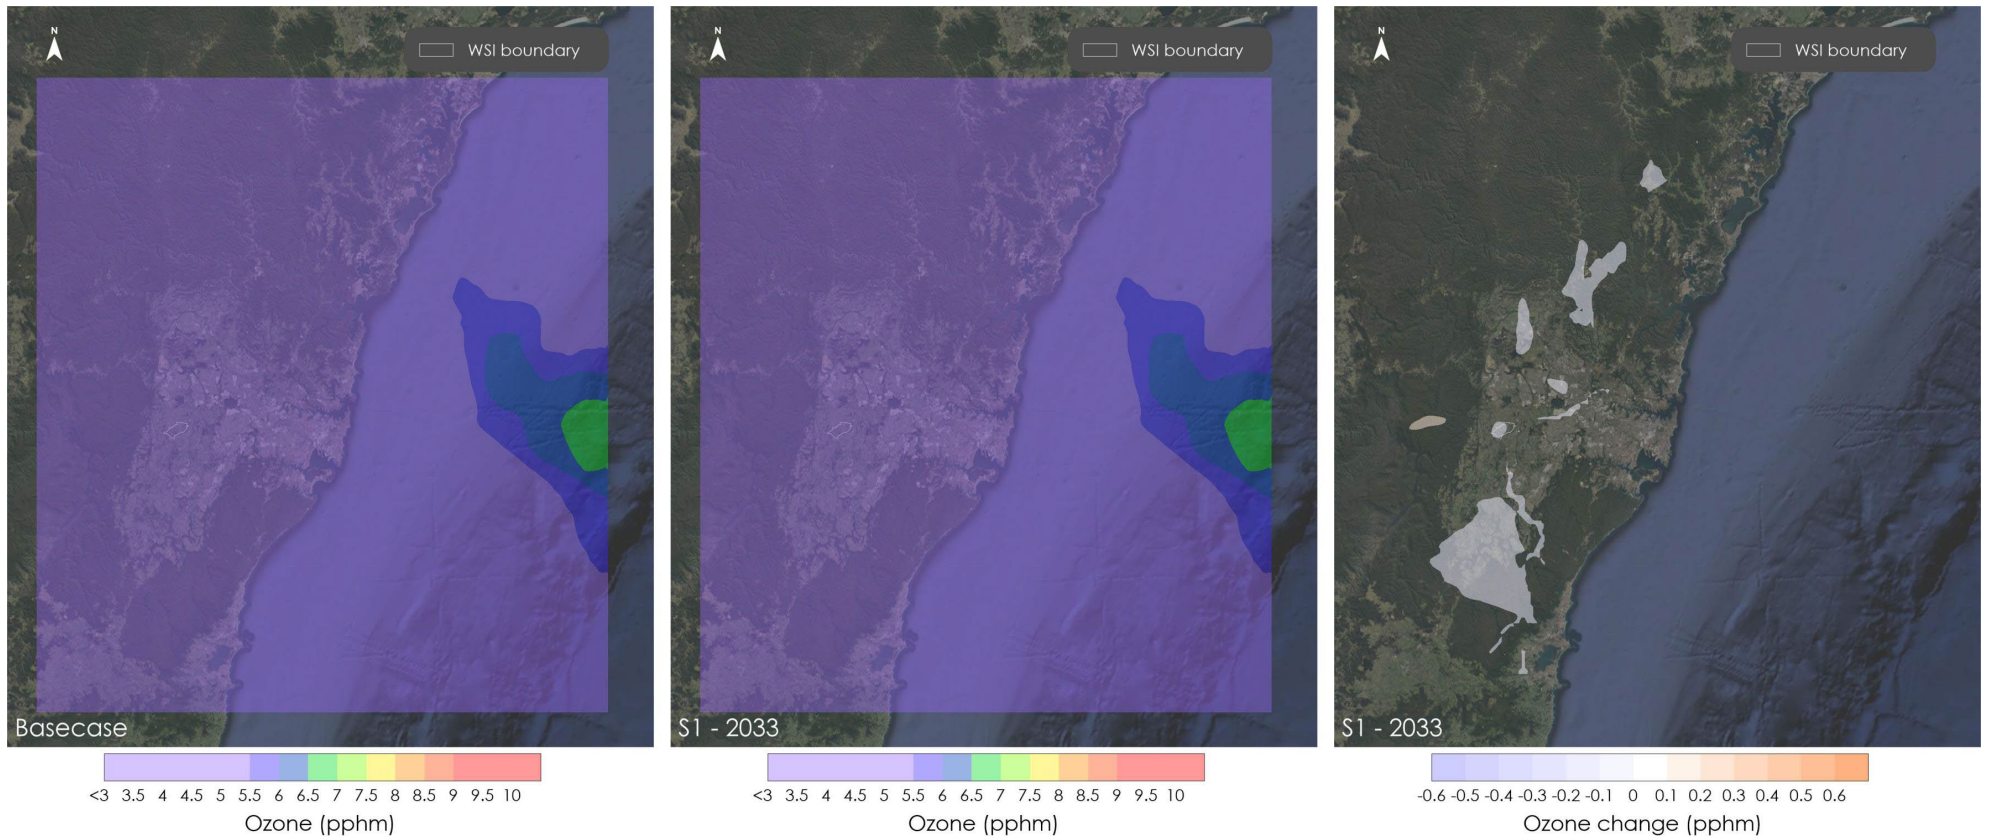 N
WSI boundary
Basecase
<3 3.5 4 4.5 5 5.5 6 6.5 7 7.5 8 8.5 9 9.5 10
Ozone (pphm)
N
WSI boundary
S1 - 2033
<3 3.5 4 4.5 5 5.5 6 6.5 7 7.5 8 8.5 9 9.5 10
Ozone (pphm)
N
WSI boundary
S1 - 2033
-0.6 -0.5 -0.4 -0.3 -0.2 -0.1 0 0.1 0.2 0.3 0.4 0.5 0.6
Ozone change (pphm)